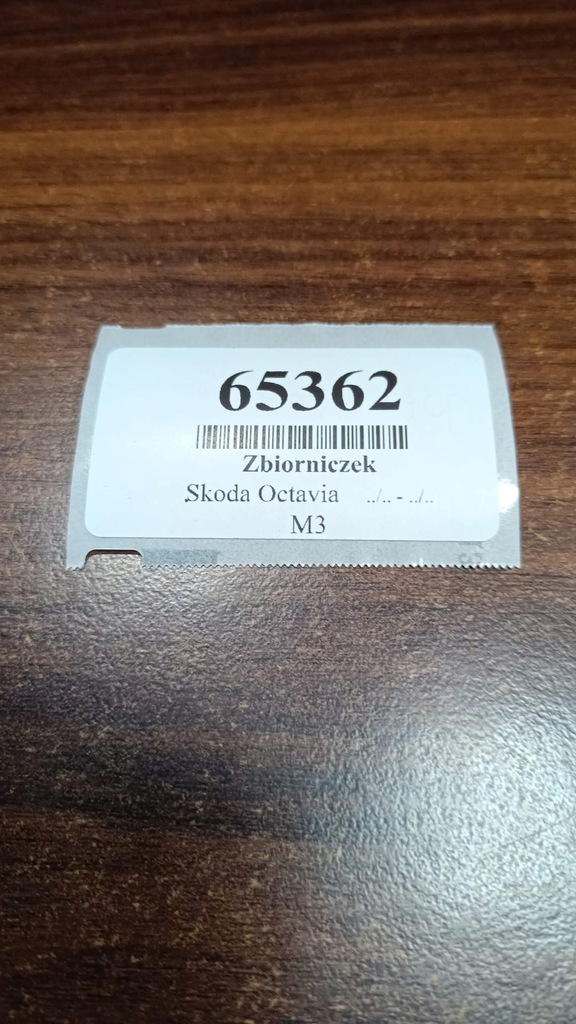 65362
Zbiorniczek
Skoda Octavia ../.. - ../..
M3